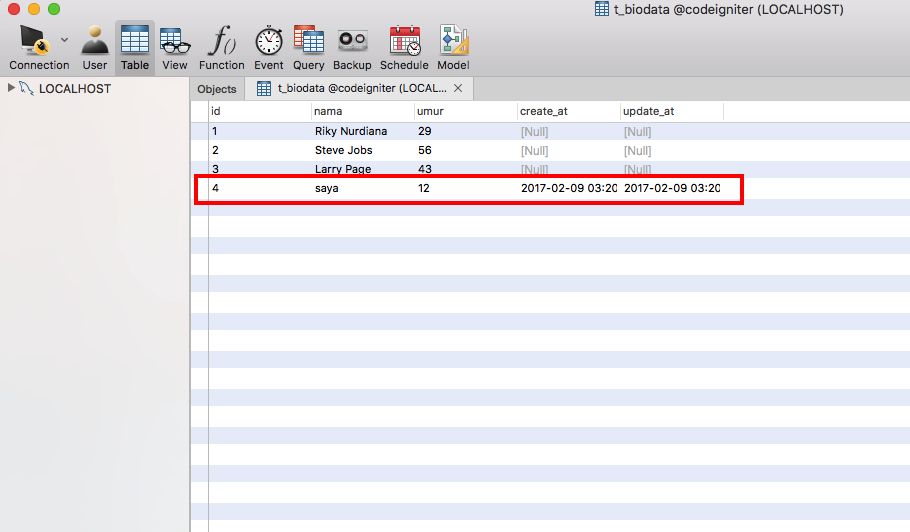 t_biodata @codeigniter (LOCALHOST)
Connection User Table View Function Event Query Backup Schedule Model
LOCALHOST
Objects t_biodata @codeigniter (LOCAL...
id nama umur create_at update_at
1 Riky Nurdiana 29 [Null] [Null]
2 Steve Jobs 56 [Null] [Null]
3 Larry Page 43 [Null] [Null]
4 saya 12 2017-02-09 03:20 2017-02-09 03:20